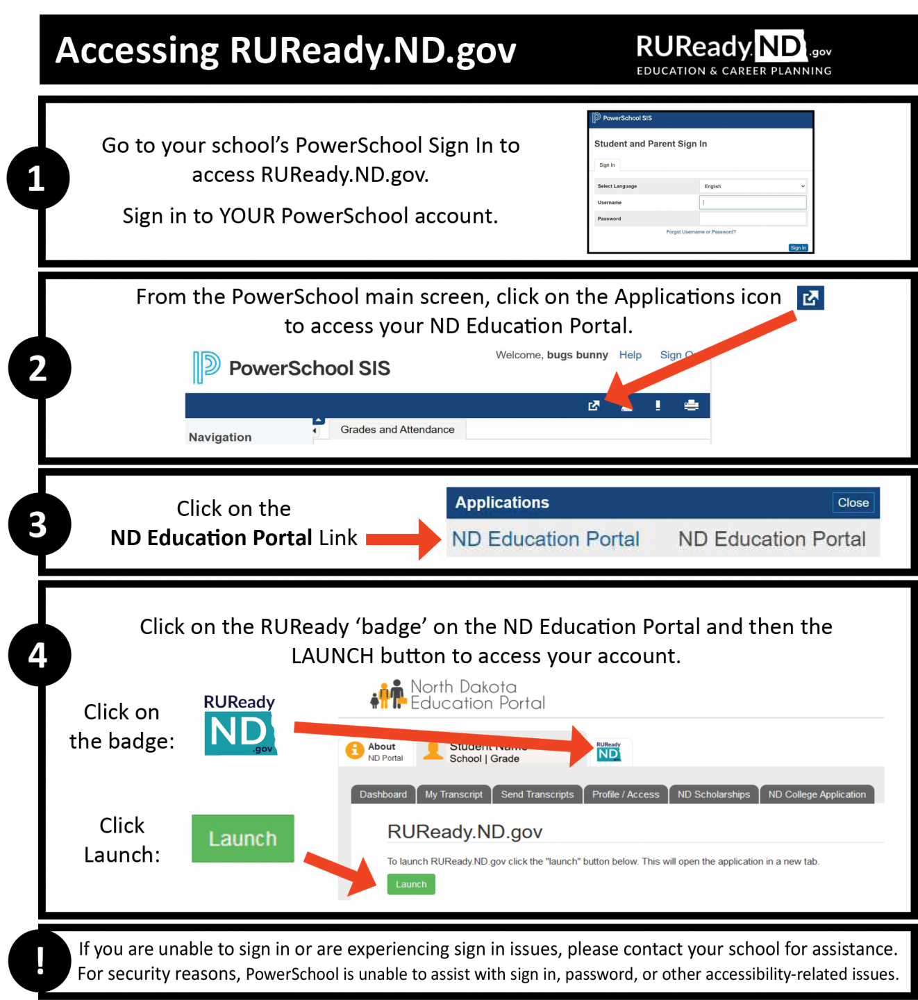 Accessing RUReady.ND.gov
RUReady.ND.gov
EDUCATION & CAREER PLANNING
1
Go to your school's PowerSchool Sign In to
access RUReady.ND.gov.
Sign in to YOUR PowerSchool account.
PowerSchool SIS
Student and Parent Sign In
Sign In
Select Language
English
Username
Password
Forgot Username or Password?
Sign In
2
From the PowerSchool main screen, click on the Applications icon
to access your ND Education Portal.
PowerSchool SIS
Welcome, bugs bunny Help Sign
Navigation
Grades and Attendance
3
Click on the
ND Education Portal Link
Applications
Close
ND Education Portal ND Education Portal
4
Click on the RUReady ‘badge’ on the ND Education Portal and then the
LAUNCH button to access your account.
Click on
the badge:
RUReady
ND
.gov
North Dakota
Education Portal
About
ND Portal
Student Name
School | Grade
RUReady
ND
Dashboard My Transcript Send Transcripts Profile / Access ND Scholarships ND College Application
Click
Launch:
Launch
RUReady.ND.gov
To launch RUReady.ND.gov click the "launch" button below. This will open the application in a new tab.
Launch
!
If you are unable to sign in or are experiencing sign in issues, please contact your school for assistance.
For security reasons, PowerSchool is unable to assist with sign in, password, or other accessibility-related issues.